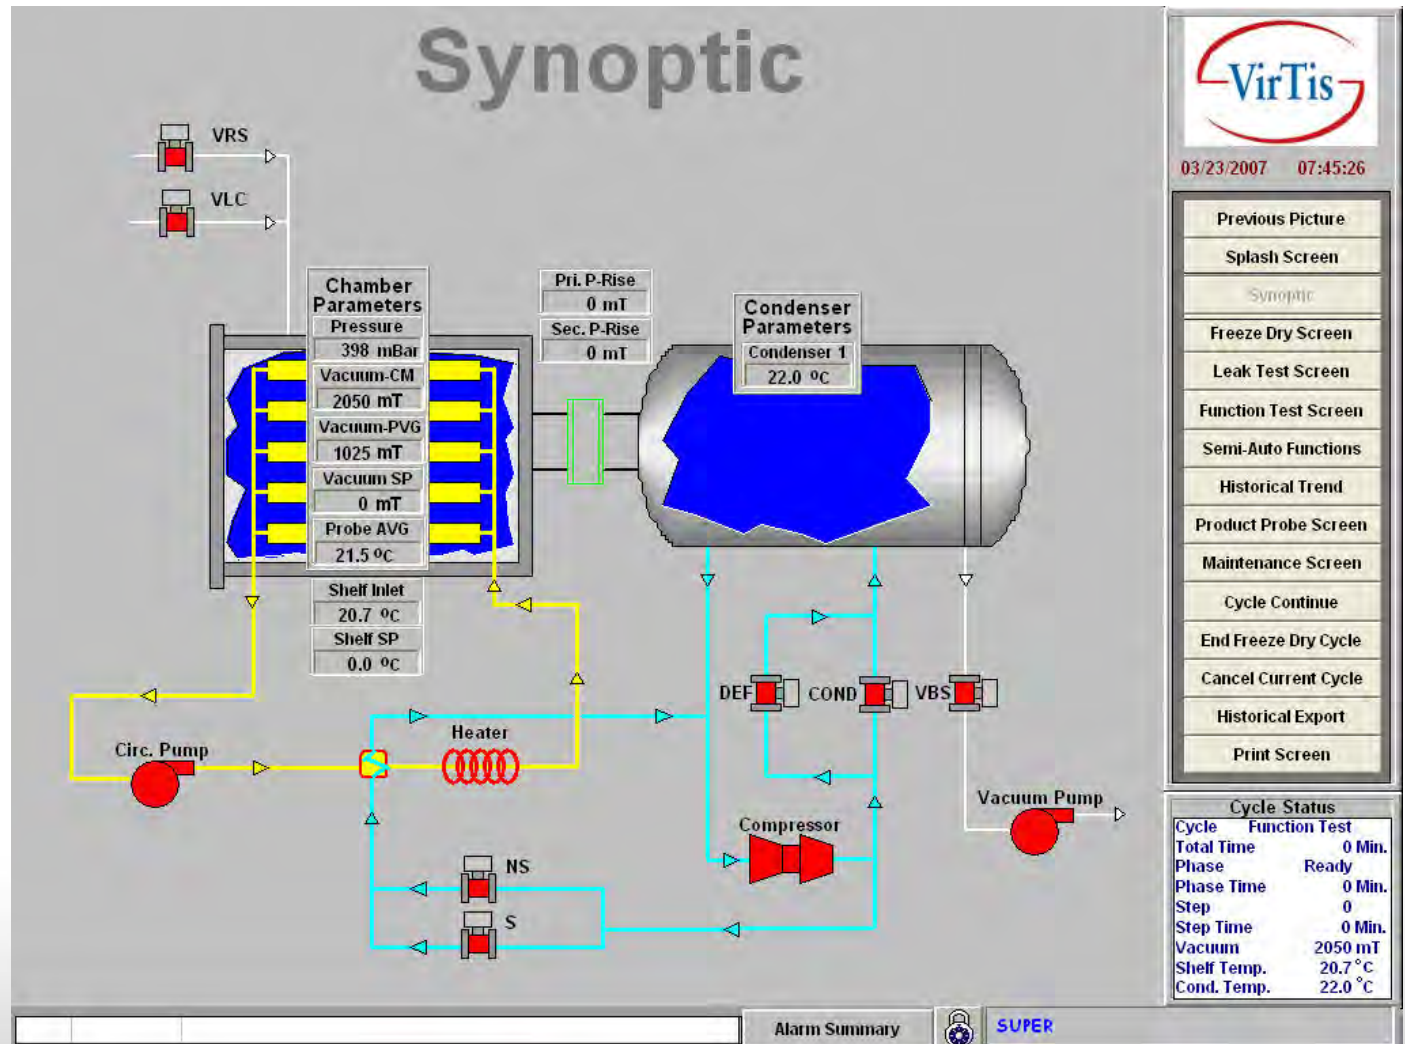 Synoptic
VirTis
03/23/2007 07:45:26
VRS
VLC
Chamber
Parameters
Pressure
398 mBar
Vacuum-CM
2050 mT
Vacuum-PVG
1025 mT
Vacuum SP
0 mT
Probe AVG
21.5 ºC
Shelf Inlet
20.7 ºC
Shelf SP
0.0 ºC
Pri. P-Rise
0 mT
Sec. P-Rise
0 mT
Condenser
Parameters
Condenser 1
22.0 ºC
DEF
COND
VBS
Circ. Pump
Heater
Compressor
Vacuum Pump
NS
S
Previous Picture
Splash Screen
Synoptic
Freeze Dry Screen
Leak Test Screen
Function Test Screen
Semi-Auto Functions
Historical Trend
Product Probe Screen
Maintenance Screen
Cycle Continue
End Freeze Dry Cycle
Cancel Current Cycle
Historical Export
Print Screen
Cycle Status
Cycle Function Test
Total Time 0 Min.
Phase Ready
Phase Time 0 Min.
Step 0
Step Time 0 Min.
Vacuum 2050 mT
Shelf Temp. 20.7 °C
Cond. Temp. 22.0 °C
Alarm Summary
SUPER